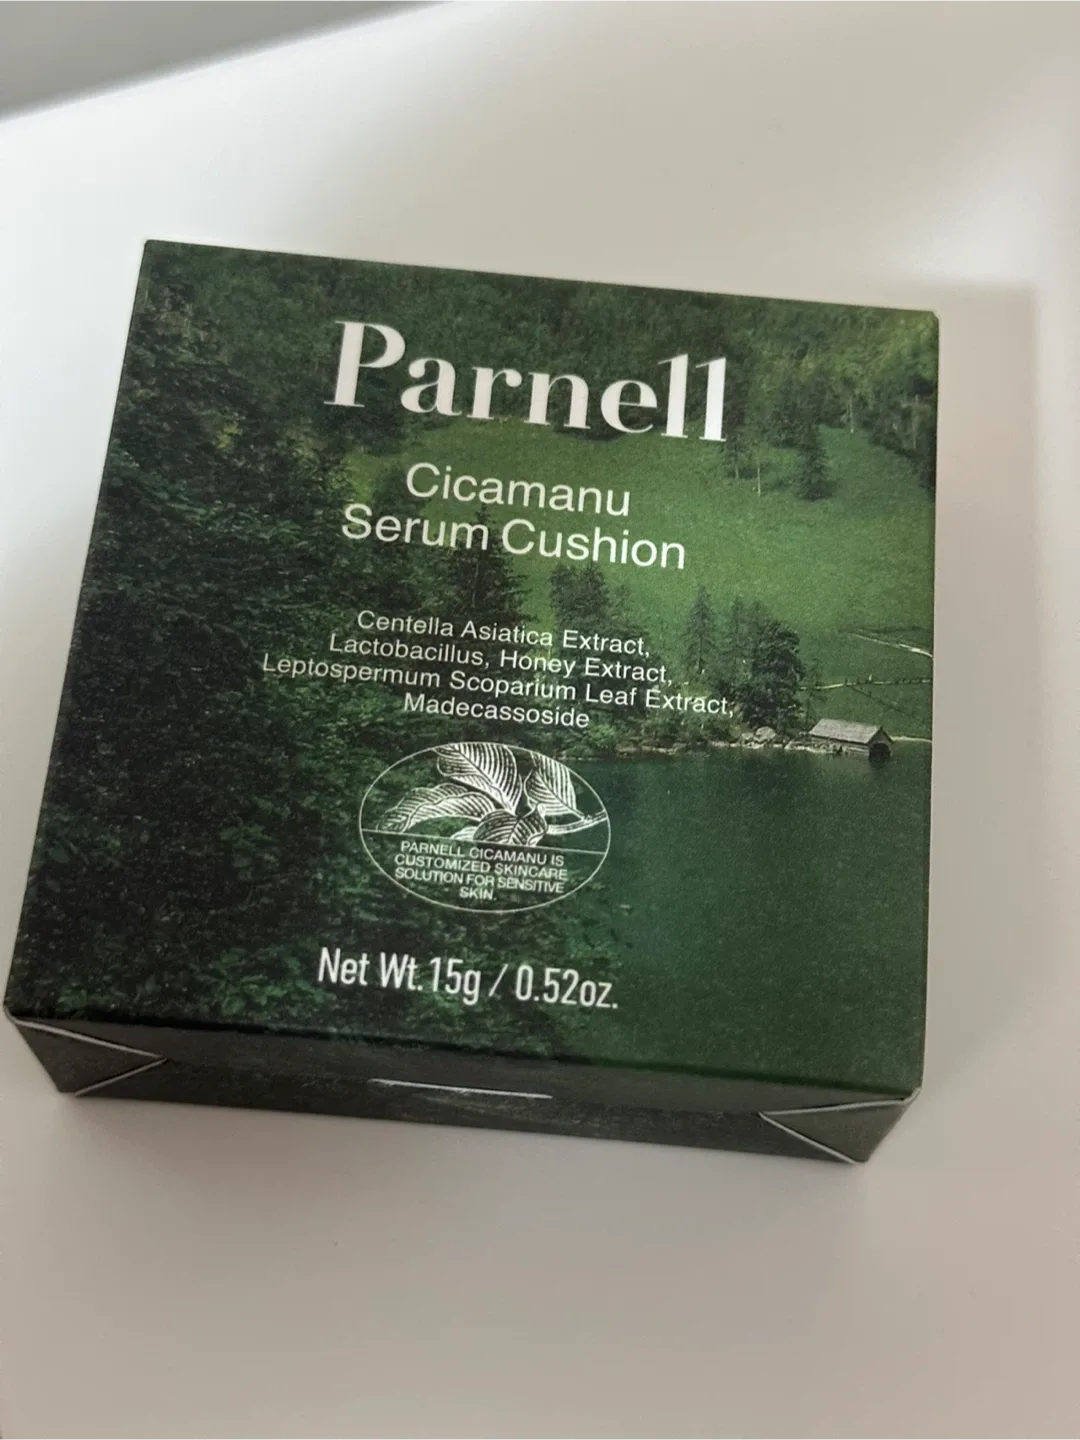 Parnell
Cicamanu
Serum Cushion
Centella Asiatica Extract,
Lactobacillus, Honey Extract,
Leptospermum Scoparium Leaf Extract,
Madecassoside
PARNELL CICAMANU IS
CUSTOMIZED SKINCARE
SOLUTION FOR SENSITIVE
SKIN.
Net Wt. 15g / 0.52oz.